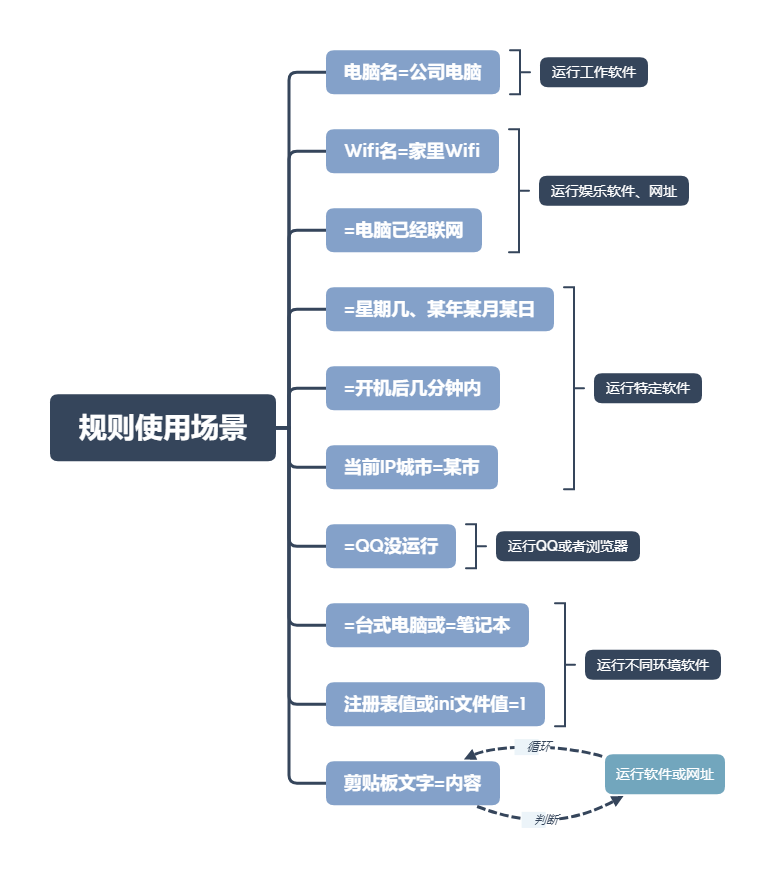 电脑名=公司电脑
运行工作软件
Wifi名=家里Wifi
运行娱乐软件、网址
=电脑已经联网
=星期几、某年某月某日
=开机后几分钟内
运行特定软件
规则使用场景
当前IP城市=某市
=QQ没运行
运行QQ或者浏览器
=台式电脑或=笔记本
运行不同环境软件
注册表值或ini文件值=1
循环
运行软件或网址
剪贴板文字=内容
判断